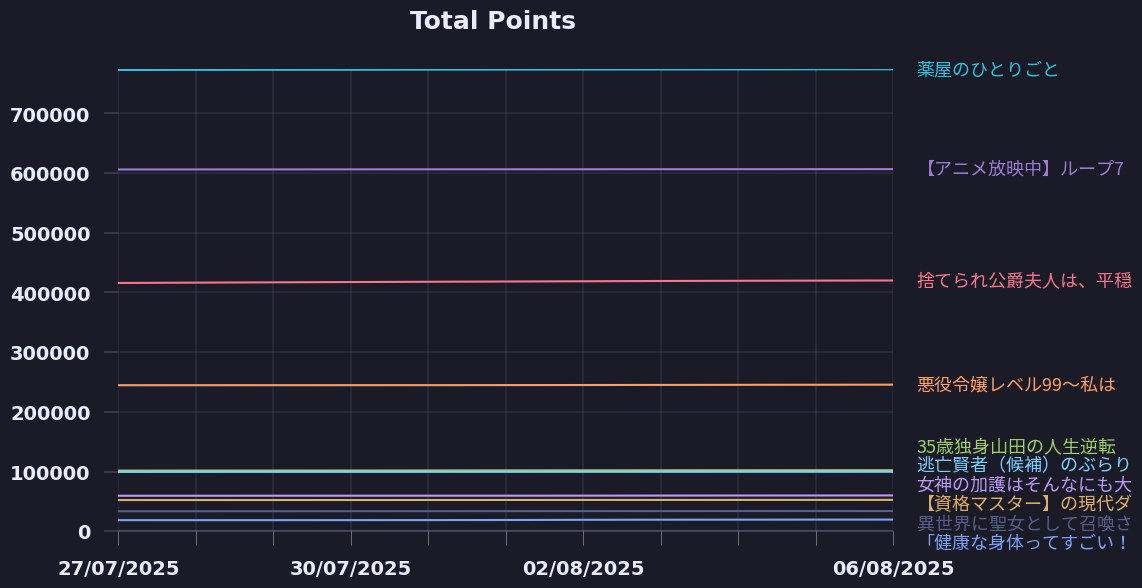 Total Points
700000
600000
500000
400000
300000
200000
100000
0
27/07/2025
30/07/2025
02/08/2025
06/08/2025
薬屋のひとりごと
【アニメ放映中】ループ7
捨てられ公爵夫人は、平穏
悪役令嬢レベル99～私は
35歳独身山田の人生逆転
逃亡賢者（候補）のぶらり
女神の加護はそんなにも大
【資格マスター】の現代ダ
異世界に聖女として召喚さ
「健康な身体ってすごい！